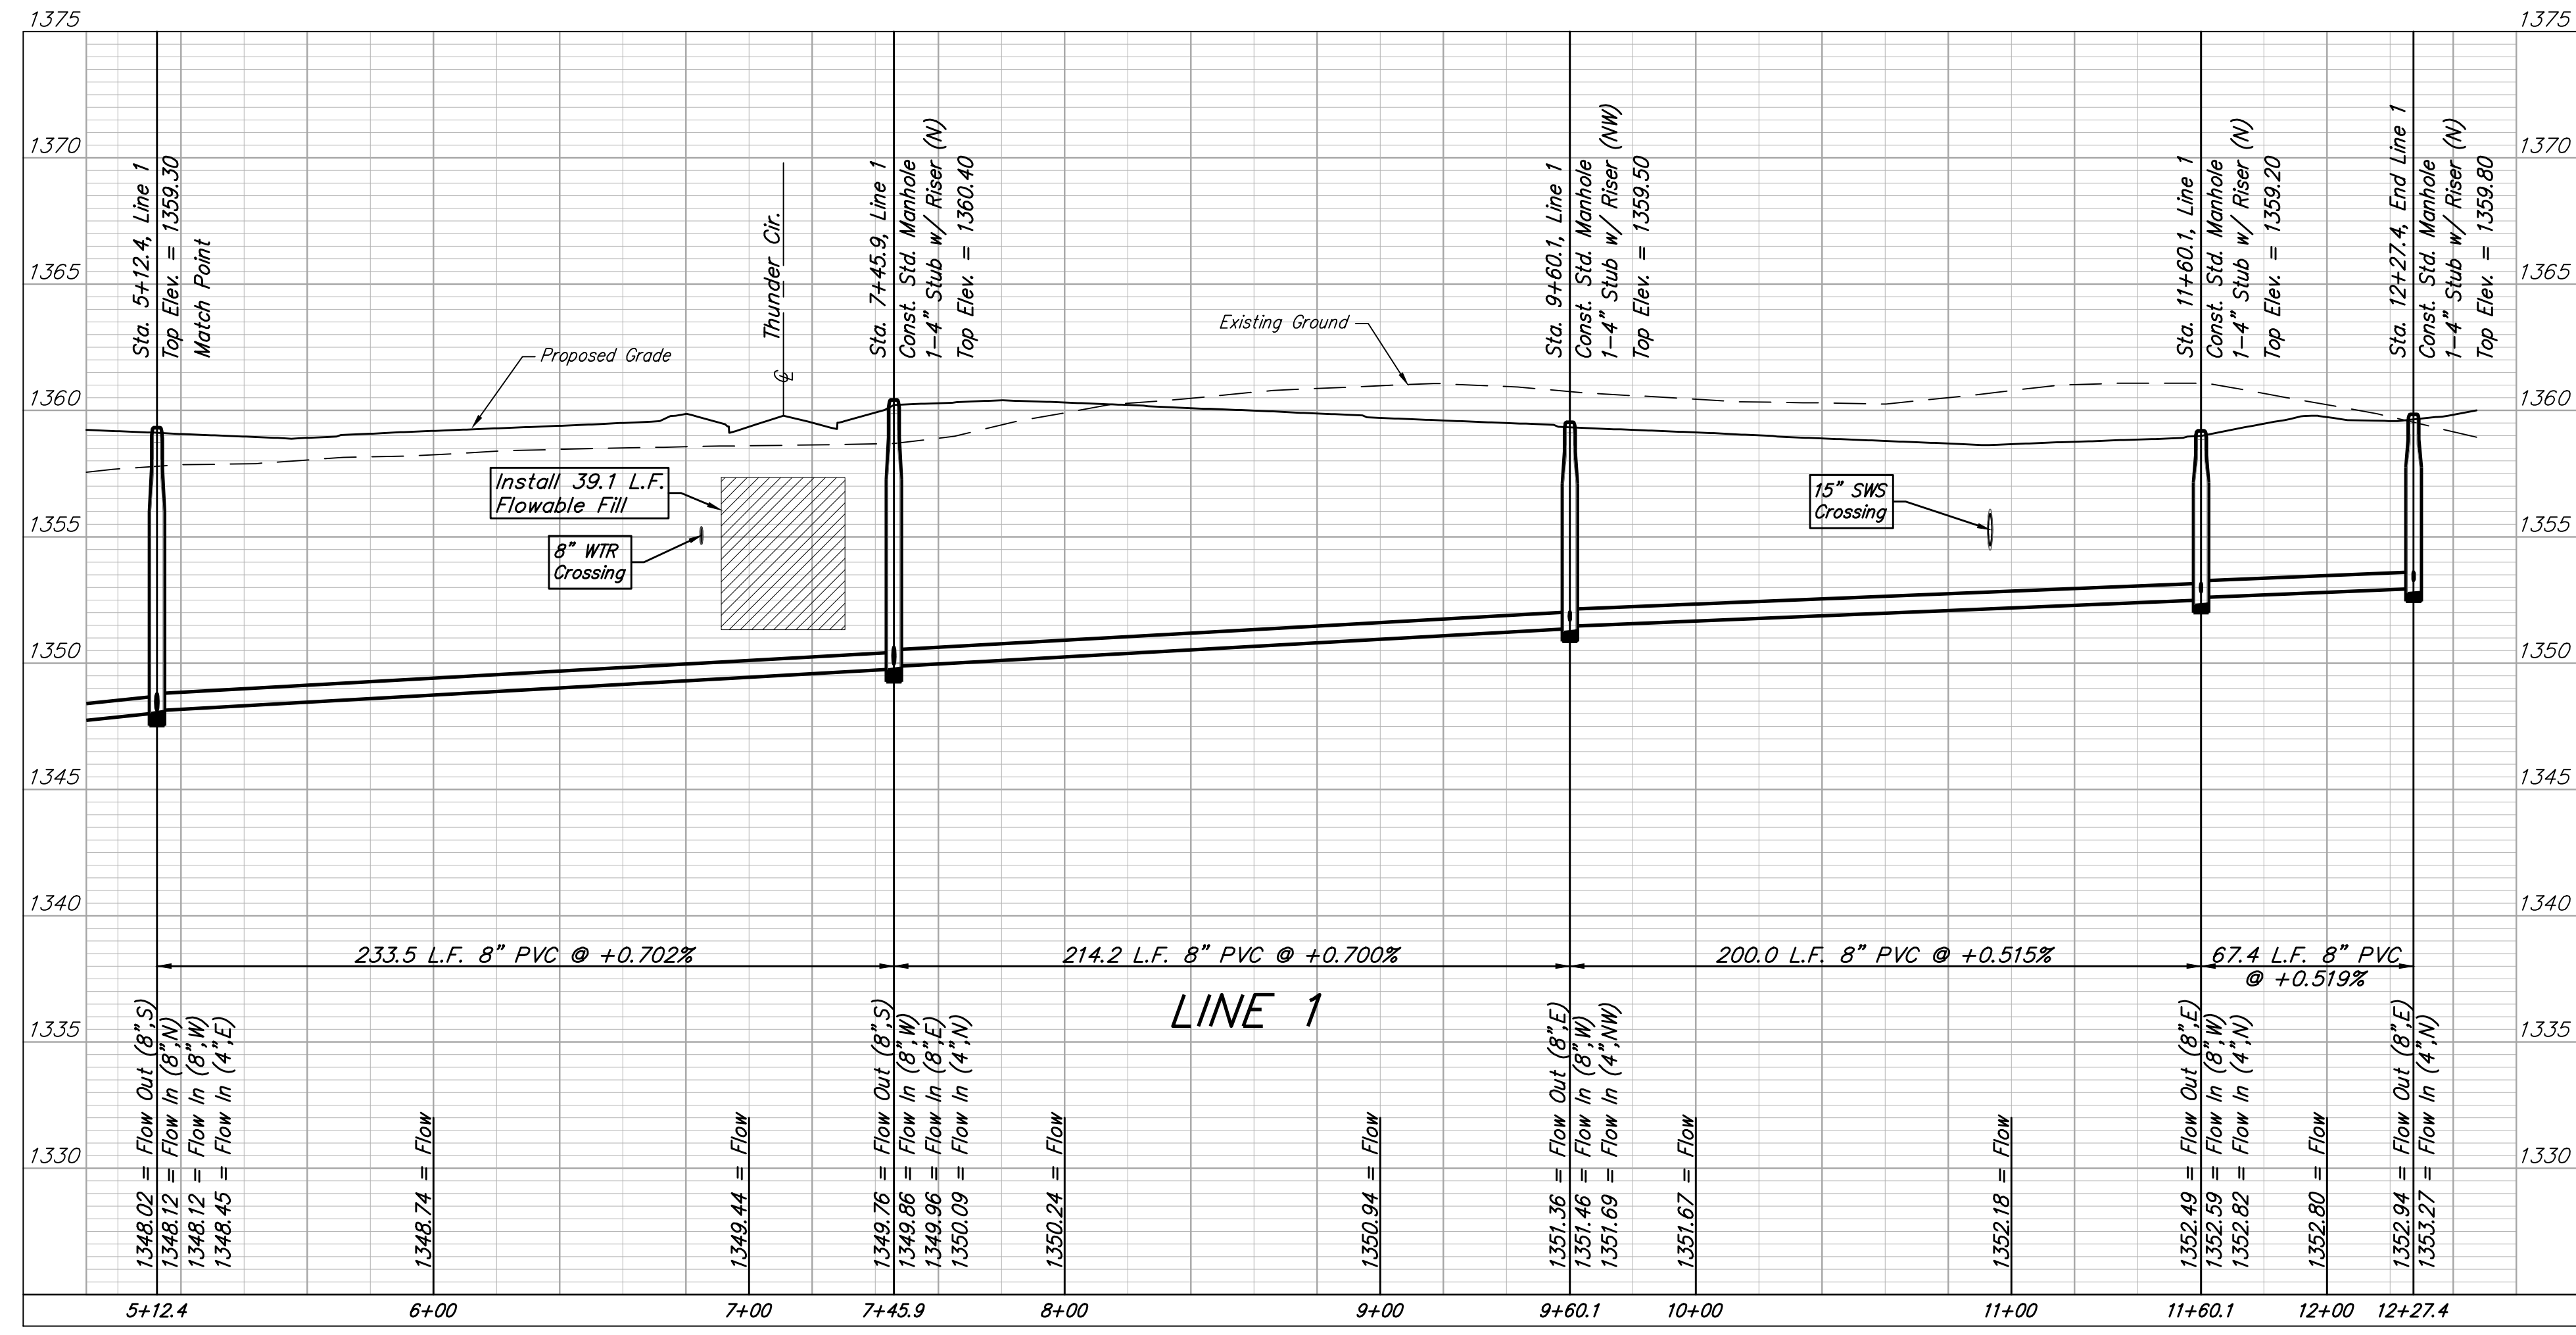 1375
1375
1370
1370
1365
1365
1360
1360
1355
1355
1350
1350
1345
1345
1340
1340
1335
1335
1330
1330
Sta. 5+12.4, Line 1
Top Elev. = 1359.30
Match Point
Thunder Cir.
℄
Sta. 7+45.9, Line 1
Const. Std. Manhole
1-4" Stub w/ Riser (N)
Top Elev. = 1360.40
Sta. 9+60.1, Line 1
Const. Std. Manhole
1-4" Stub w/ Riser (NW)
Top Elev. = 1359.50
Sta. 11+60.1, Line 1
Const. Std. Manhole
1-4" Stub w/ Riser (N)
Top Elev. = 1359.20
Sta. 12+27.4, End Line 1
Const. Std. Manhole
1-4" Stub w/ Riser (N)
Top Elev. = 1359.80
Proposed Grade
Existing Ground
Install 39.1 L.F.
Flowable Fill
8" WTR
Crossing
15" SWS
Crossing
233.5 L.F. 8" PVC @ +0.702%
214.2 L.F. 8" PVC @ +0.700%
200.0 L.F. 8" PVC @ +0.515%
67.4 L.F. 8" PVC
@ +0.519%
LINE 1
1348.02 = Flow Out (8",S)
1348.12 = Flow In (8",N)
1348.12 = Flow In (8",W)
1348.45 = Flow In (4",E)
1348.74 = Flow
1349.44 = Flow
1349.76 = Flow Out (8",S)
1349.86 = Flow In (8",W)
1349.96 = Flow In (8",E)
1350.09 = Flow In (4",N)
1350.24 = Flow
1350.94 = Flow
1351.36 = Flow Out (8",E)
1351.46 = Flow In (8",W)
1351.69 = Flow In (4",NW)
1351.67 = Flow
1352.18 = Flow
1352.49 = Flow Out (8",E)
1352.59 = Flow In (8",W)
1352.82 = Flow In (4",N)
1352.80 = Flow
1352.94 = Flow Out (8",E)
1353.27 = Flow In (4",N)
5+12.4
6+00
7+00
7+45.9
8+00
9+00
9+60.1
10+00
11+00
11+60.1
12+00
12+27.4